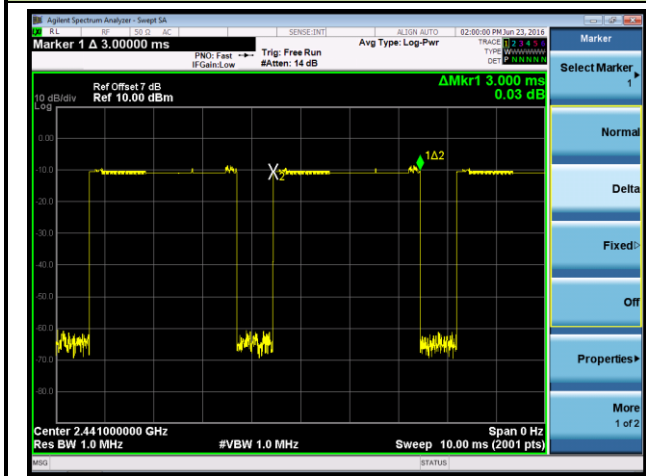 Agilent Spectrum Analyzer - Swept SA
RL RF 50 Ω AC SENSE:INT ALIGN AUTO 02:00:00 PM Jun 23, 2016
Marker 1 Δ 3.00000 ms
PNO: Fast
IFGain:Low
Trig: Free Run
#Atten: 14 dB
Avg Type: Log-Pwr
TRACE 1 2 3 4 5 6
TYPE
DET P N N N N N
Ref Offset 7 dB
Ref 10.00 dBm
10 dB/div
Log
ΔMkr1 3.000 ms
0.03 dB
0.00
-10.0
-20.0
-30.0
-40.0
-50.0
-60.0
-70.0
-80.0
1Δ2
X2
Center 2.441000000 GHz
Res BW 1.0 MHz
#VBW 1.0 MHz
Span 0 Hz
Sweep 10.00 ms (2001 pts)
MSG
STATUS
Marker
Select Marker
1
Normal
Delta
Fixed
Off
Properties
More
1 of 2